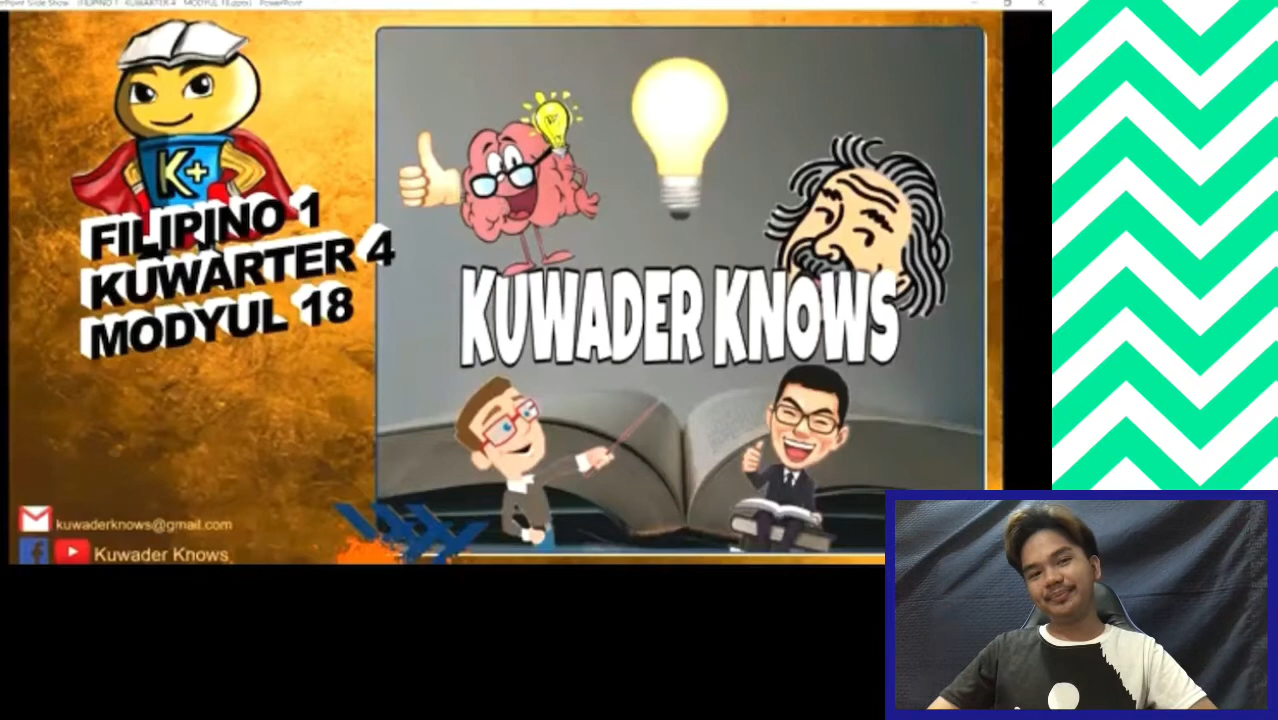 K+
FILIPINO 1
KUWARTER 4
MODYUL 18
KUWADER KNOWS
kuwaderknows@gmail.com
Kuwader Knows